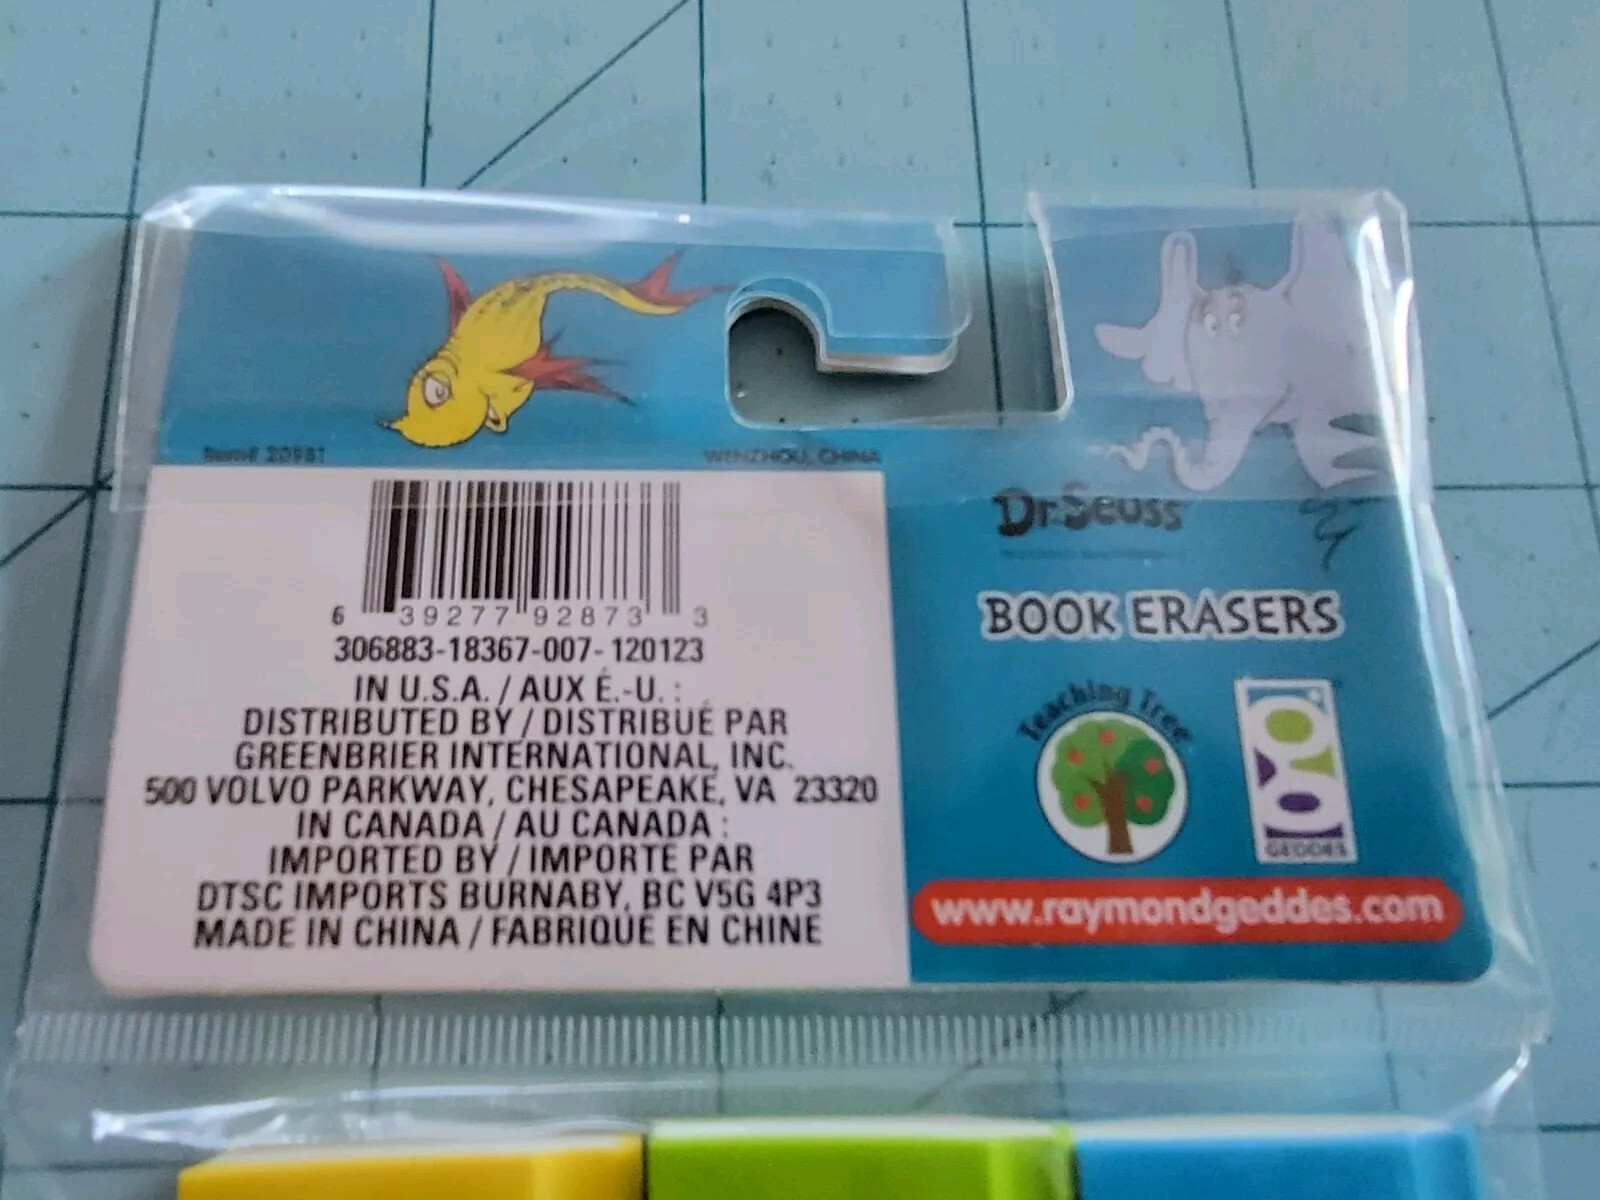 Item# 20981
WENZHOU, CHINA
6 39277 92873 3
306883-18367-007-120123
IN U.S.A. / AUX É.-U. :
DISTRIBUTED BY / DISTRIBUÉ PAR
GREENBRIER INTERNATIONAL, INC.
500 VOLVO PARKWAY, CHESAPEAKE, VA 23320
IN CANADA / AU CANADA :
IMPORTED BY / IMPORTÉ PAR
DTSC IMPORTS BURNABY, BC V5G 4P3
MADE IN CHINA / FABRIQUÉ EN CHINE
Dr. Seuss
BOOK ERASERS
Teaching Tree
GEDDES
www.raymondgeddes.com